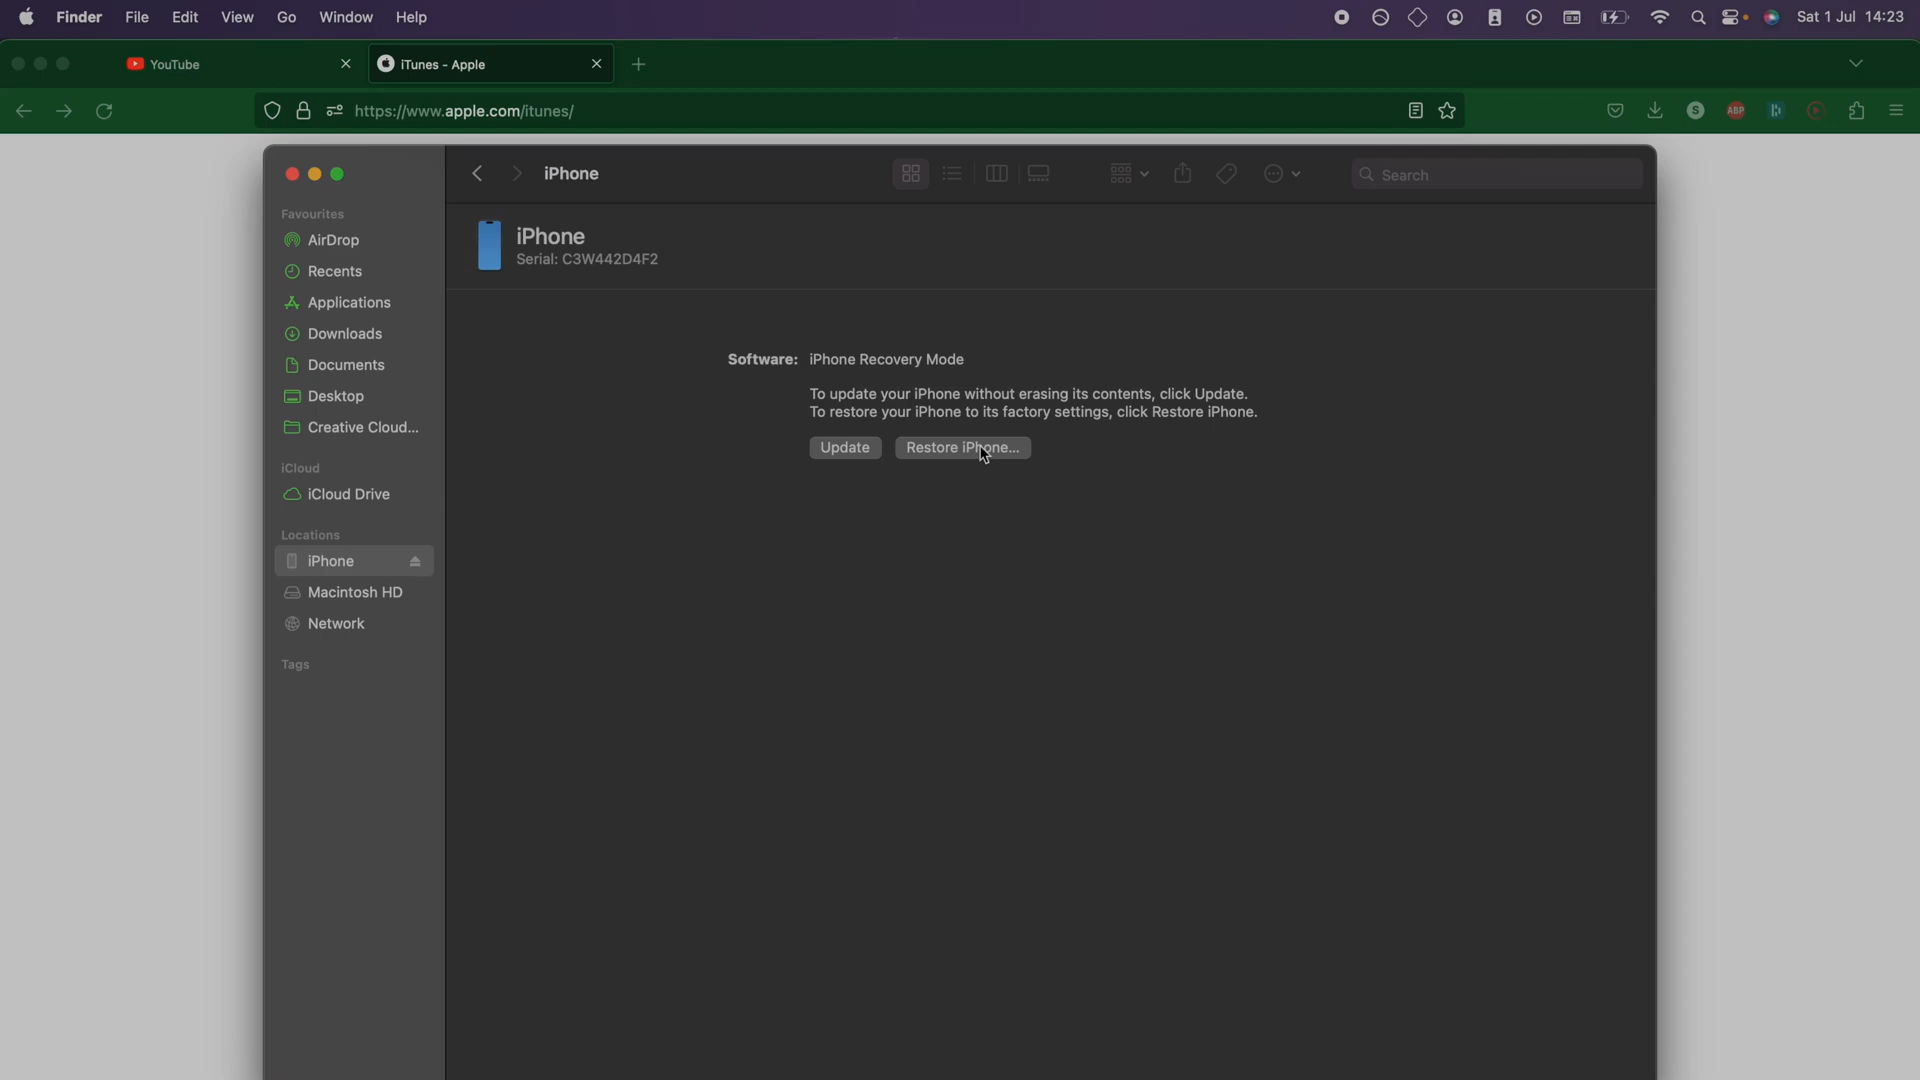 Finder File Edit View Go Window Help Sat 1 Jul 14:23
YouTube iTunes - Apple
https://www.apple.com/itunes/ S ABP
iPhone Search
Favourites
AirDrop
Recents
Applications
Downloads
Documents
Desktop
Creative Cloud...
iCloud
iCloud Drive
Locations
iPhone
Macintosh HD
Network
Tags
iPhone
Serial: C3W442D4F2
Software: iPhone Recovery Mode
To update your iPhone without erasing its contents, click Update.
To restore your iPhone to its factory settings, click Restore iPhone.
Update Restore iPhone...